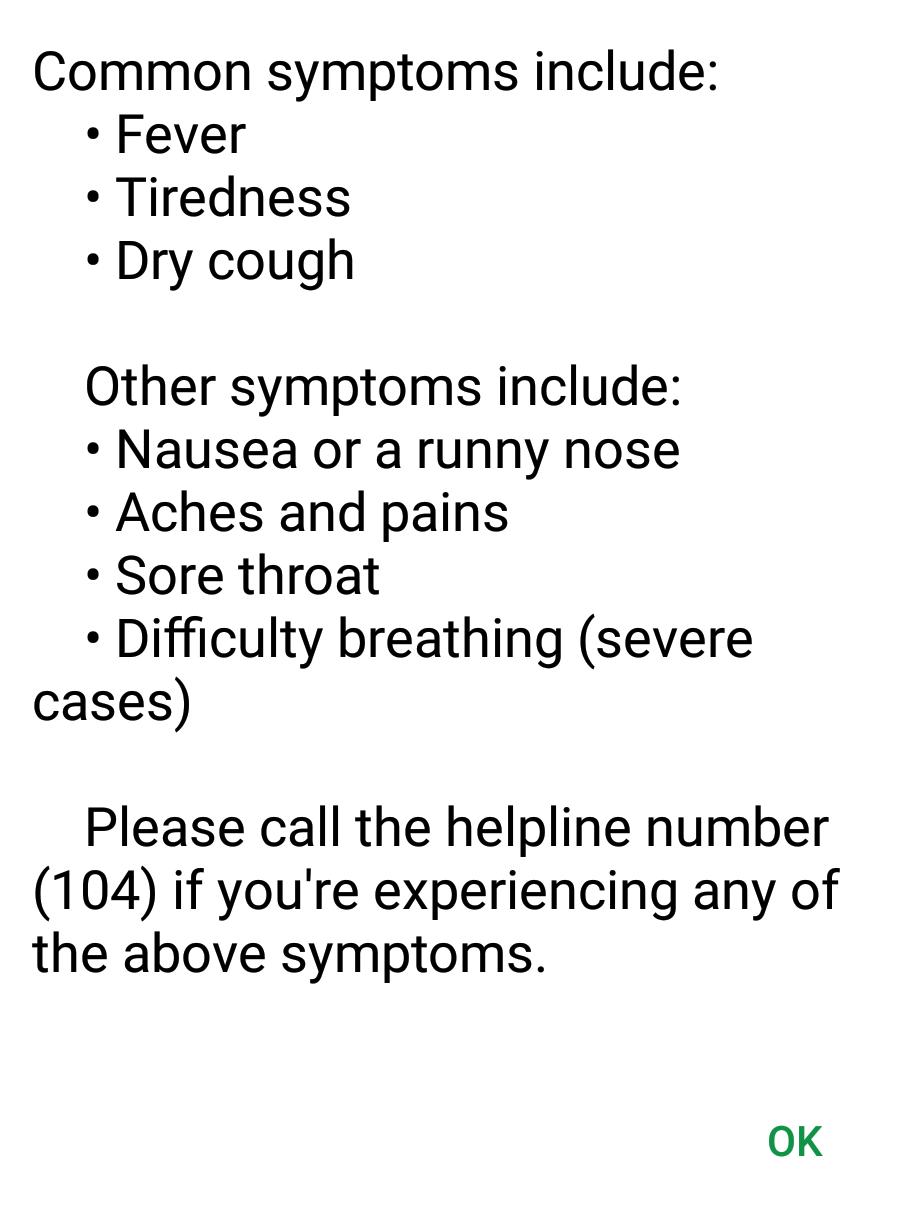 Common symptoms include:
• Fever
• Tiredness
• Dry cough
Other symptoms include:
• Nausea or a runny nose
• Aches and pains
• Sore throat
• Difficulty breathing (severe
cases)
Please call the helpline number
(104) if you're experiencing any of
the above symptoms.
OK